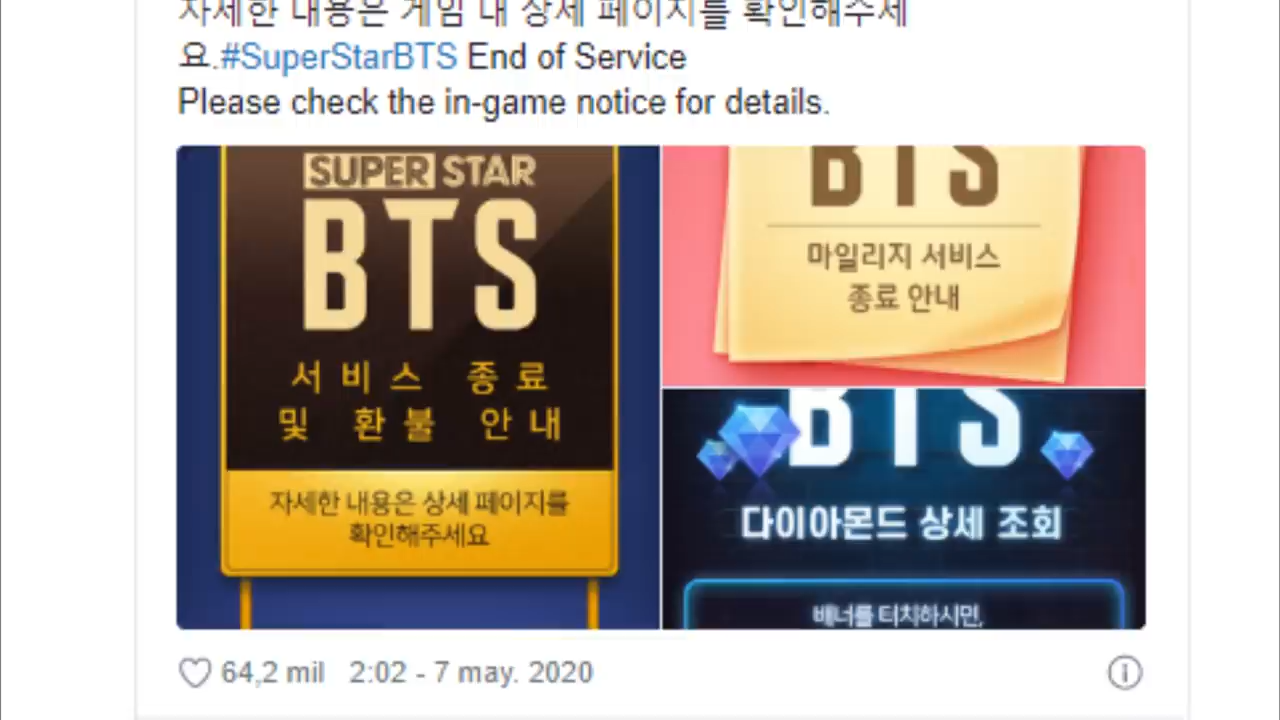 자세한 내용은 게임 내 상세 페이지를 확인해주세
요.#SuperStarBTS End of Service
Please check the in-game notice for details.
SUPER STAR
BTS
서비스 종료
및 환불 안내
자세한 내용은 상세 페이지를
확인해주세요
BTS
마일리지 서비스
종료 안내
BTS
다이아몬드 상세 조회
배너를 터치하시면,
64,2 mil 2:02 - 7 may. 2020